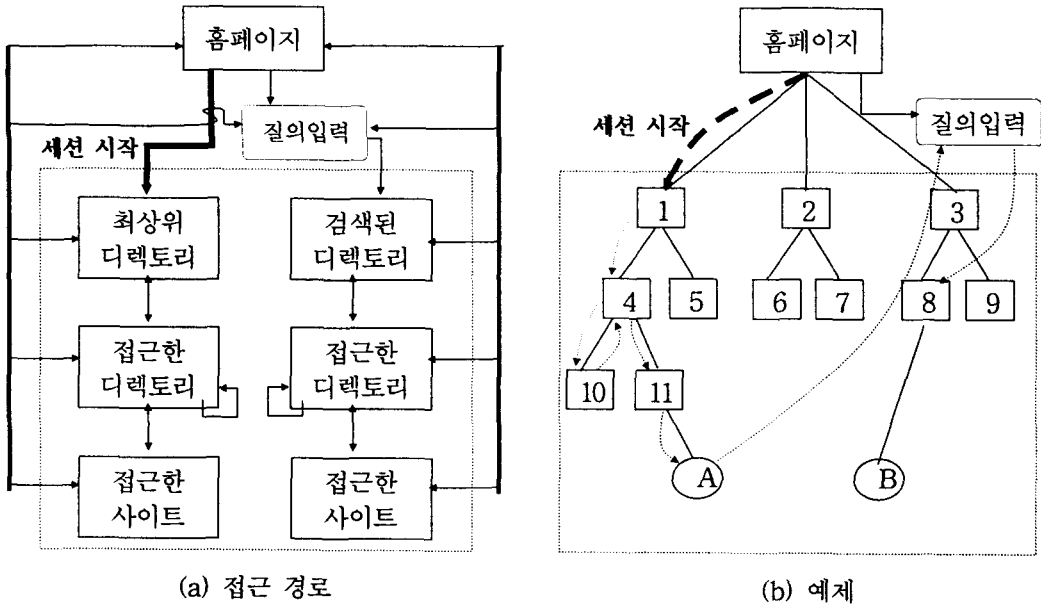 홈페이지
질의입력
세션 시작
최상위
디렉토리
검색된
디렉토리
접근한
디렉토리
접근한
디렉토리
접근한
사이트
접근한
사이트
(a) 접근 경로
홈페이지
세션 시작
질의입력
1
2
3
4
5
6
7
8
9
10
11
A
B
(b) 예제